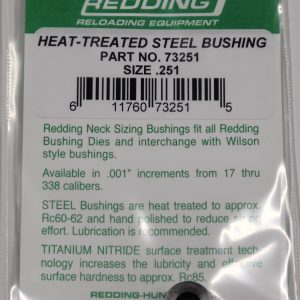 REDDING
RELOADING EQUIPMENT
HEAT-TREATED STEEL BUSHING
PART NO. 73251
SIZE .251
6 11760 73251 5
Redding Neck Sizing Bushings fit all Redding
Bushing Dies and interchange with Wilson
style bushings.
Available in .001" increments from 17 thru
338 calibers.
STEEL Bushings are heat treated to approx.
Rc60-62 and hand polished to reduce sizing
effort. Lubrication is recommended.
TITANIUM NITRIDE surface treatment tech-
nology increases the lubricity and effective
surface hardness to approx. Rc85.
REDDING-HUN